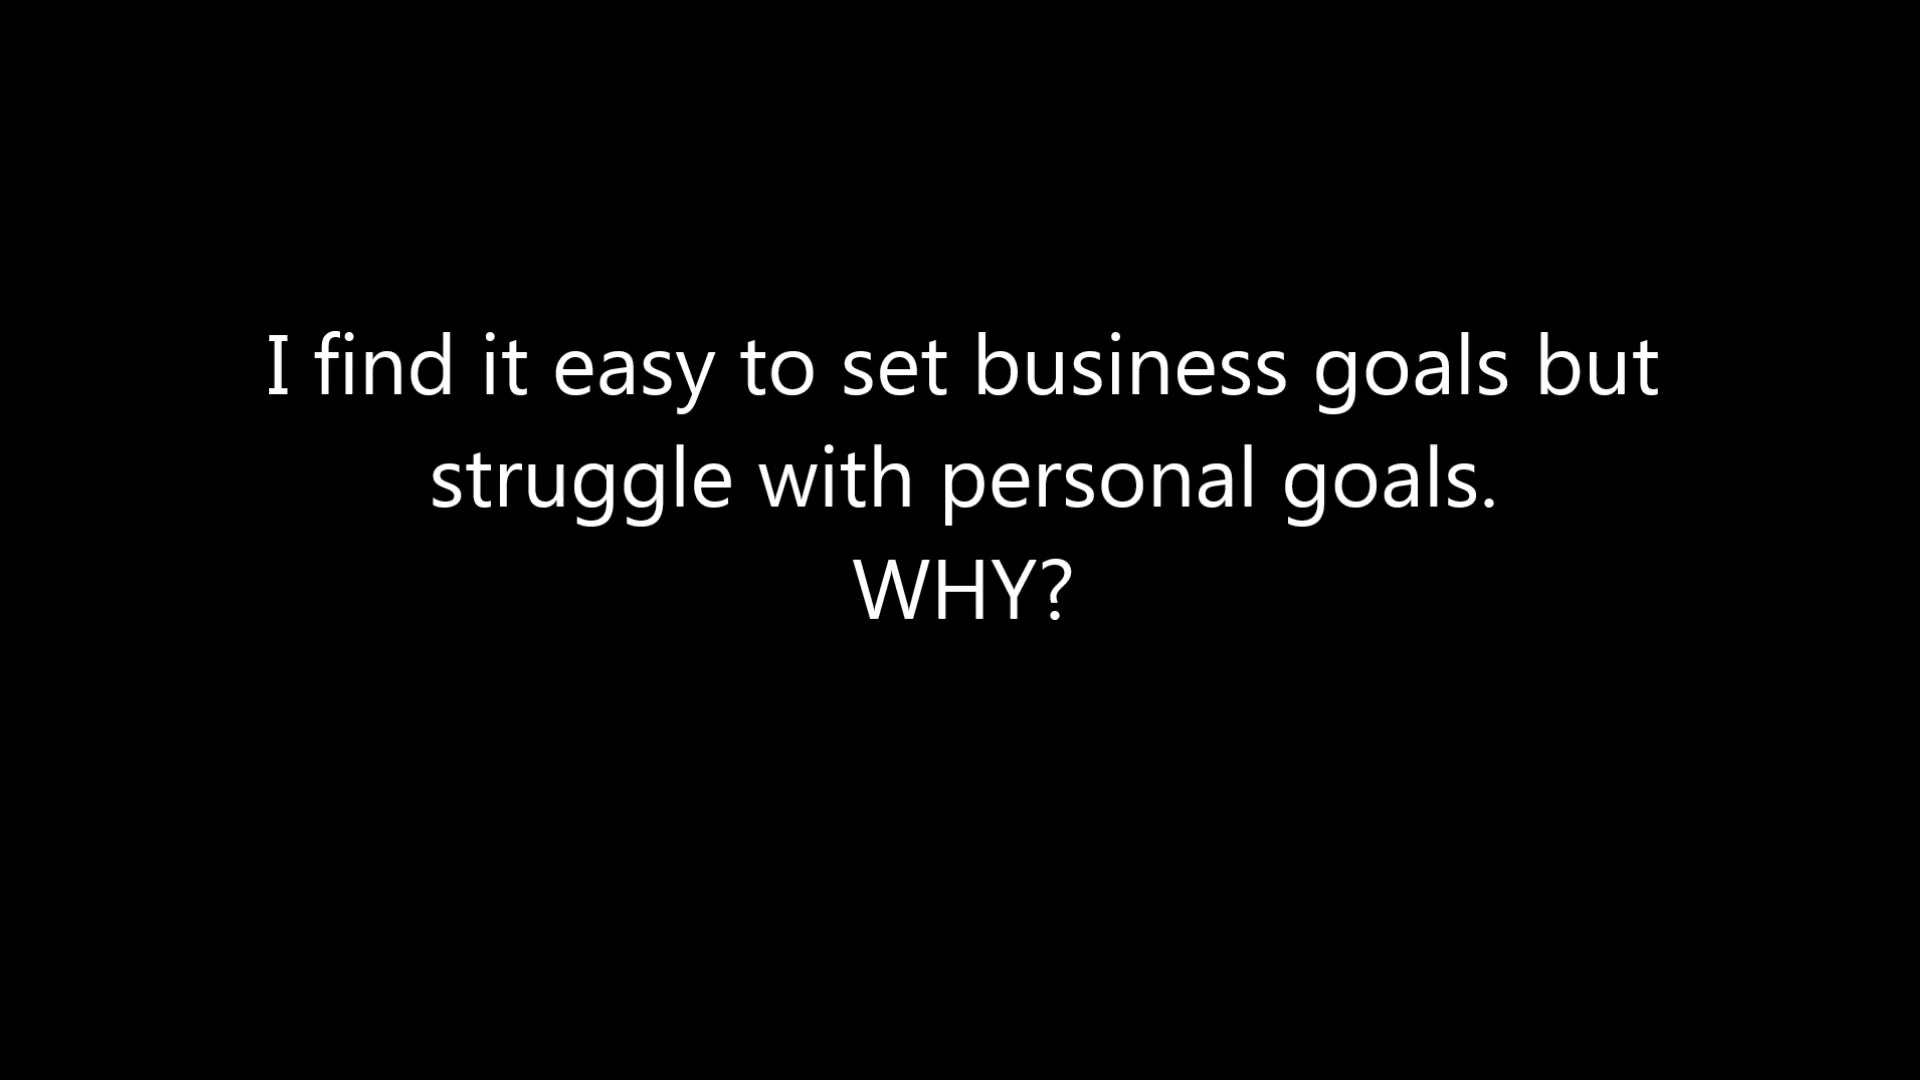 I find it easy to set business goals but
struggle with personal goals.
WHY?